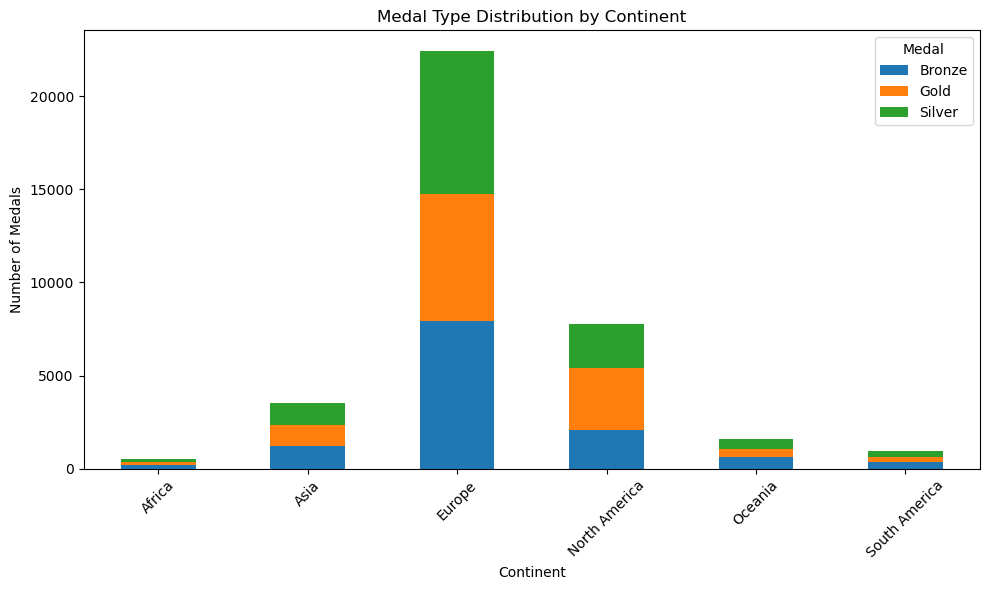 Medal Type Distribution by Continent
Medal
Bronze
Gold
Silver
Number of Medals
20000
15000
10000
5000
0
Africa
Asia
Europe
North America
Oceania
South America
Continent